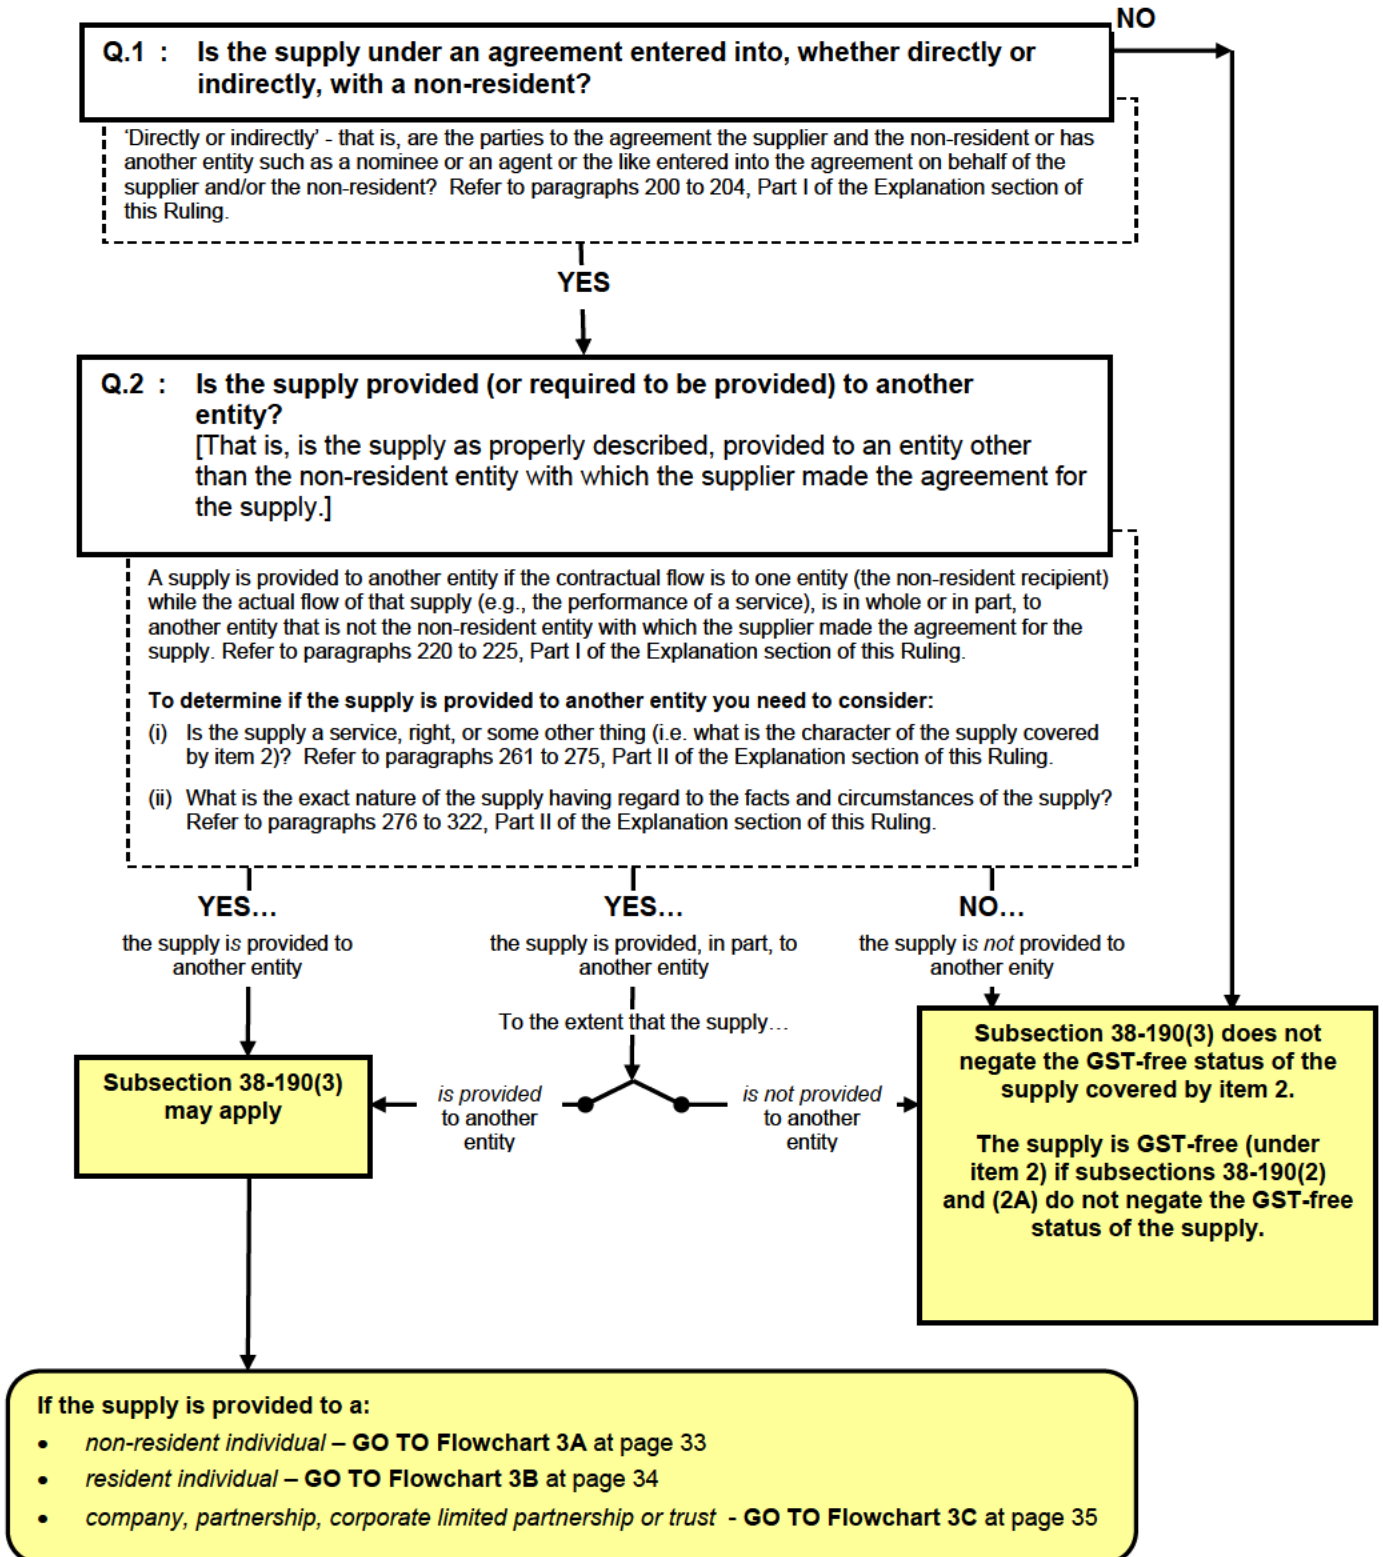 NO
Q.1 : Is the supply under an agreement entered into, whether directly or
indirectly, with a non-resident?
'Directly or indirectly' - that is, are the parties to the agreement the supplier and the non-resident or has
another entity such as a nominee or an agent or the like entered into the agreement on behalf of the
supplier and/or the non-resident? Refer to paragraphs 200 to 204, Part I of the Explanation section of
this Ruling.
YES
Q.2 : Is the supply provided (or required to be provided) to another
entity?
[That is, is the supply as properly described, provided to an entity other
than the non-resident entity with which the supplier made the agreement for
the supply.]
A supply is provided to another entity if the contractual flow is to one entity (the non-resident recipient)
while the actual flow of that supply (e.g., the performance of a service), is in whole or in part, to
another entity that is not the non-resident entity with which the supplier made the agreement for the
supply. Refer to paragraphs 220 to 225, Part I of the Explanation section of this Ruling.
To determine if the supply is provided to another entity you need to consider:
(i) Is the supply a service, right, or some other thing (i.e. what is the character of the supply covered
by item 2)? Refer to paragraphs 261 to 275, Part II of the Explanation section of this Ruling.
(ii) What is the exact nature of the supply having regard to the facts and circumstances of the supply?
Refer to paragraphs 276 to 322, Part II of the Explanation section of this Ruling.
YES…
the supply is provided to
another entity
YES…
the supply is provided, in part, to
another entity
NO…
the supply is not provided to
another enity
To the extent that the supply…
Subsection 38-190(3)
may apply
is provided
to another
entity
is not provided
to another
entity
Subsection 38-190(3) does not
negate the GST-free status of the
supply covered by item 2.
The supply is GST-free (under
item 2) if subsections 38-190(2)
and (2A) do not negate the GST-free
status of the supply.
If the supply is provided to a:
• non-resident individual – GO TO Flowchart 3A at page 33
• resident individual – GO TO Flowchart 3B at page 34
• company, partnership, corporate limited partnership or trust - GO TO Flowchart 3C at page 35